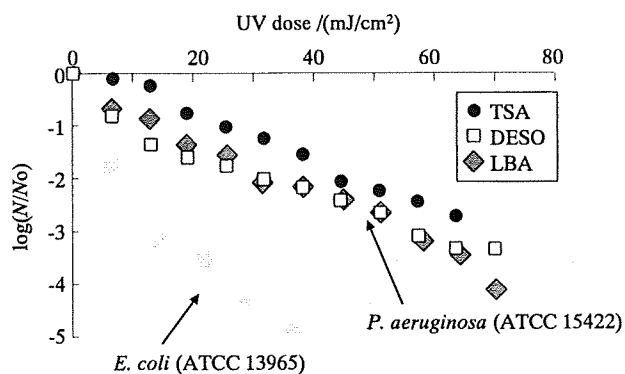 UV dose /(mJ/cm²)
0 20 40 60 80
0
-1
-2
-3
-4
-5
log(N/No)
TSA
DESO
LBA
P. aeruginosa (ATCC 15422)
E. coli (ATCC 13965)